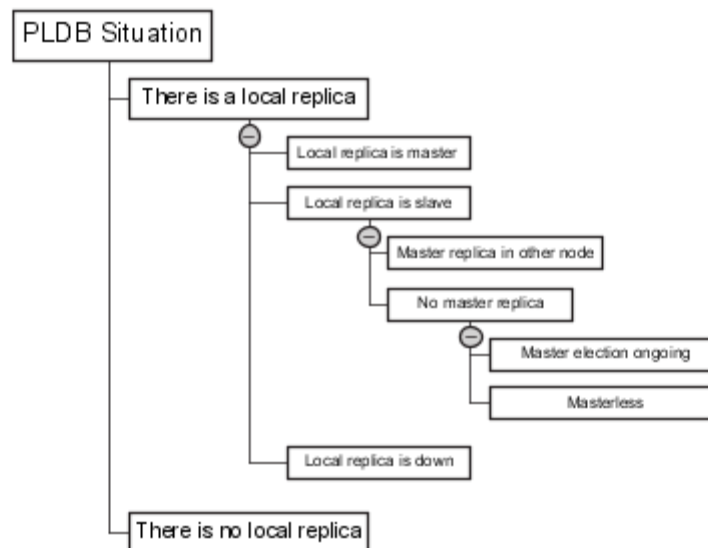 PLDB Situation
There is a local replica
Local replica is master
Local replica is slave
Master replica in other node
No master replica
Master election ongoing
Masterless
Local replica is down
There is no local replica